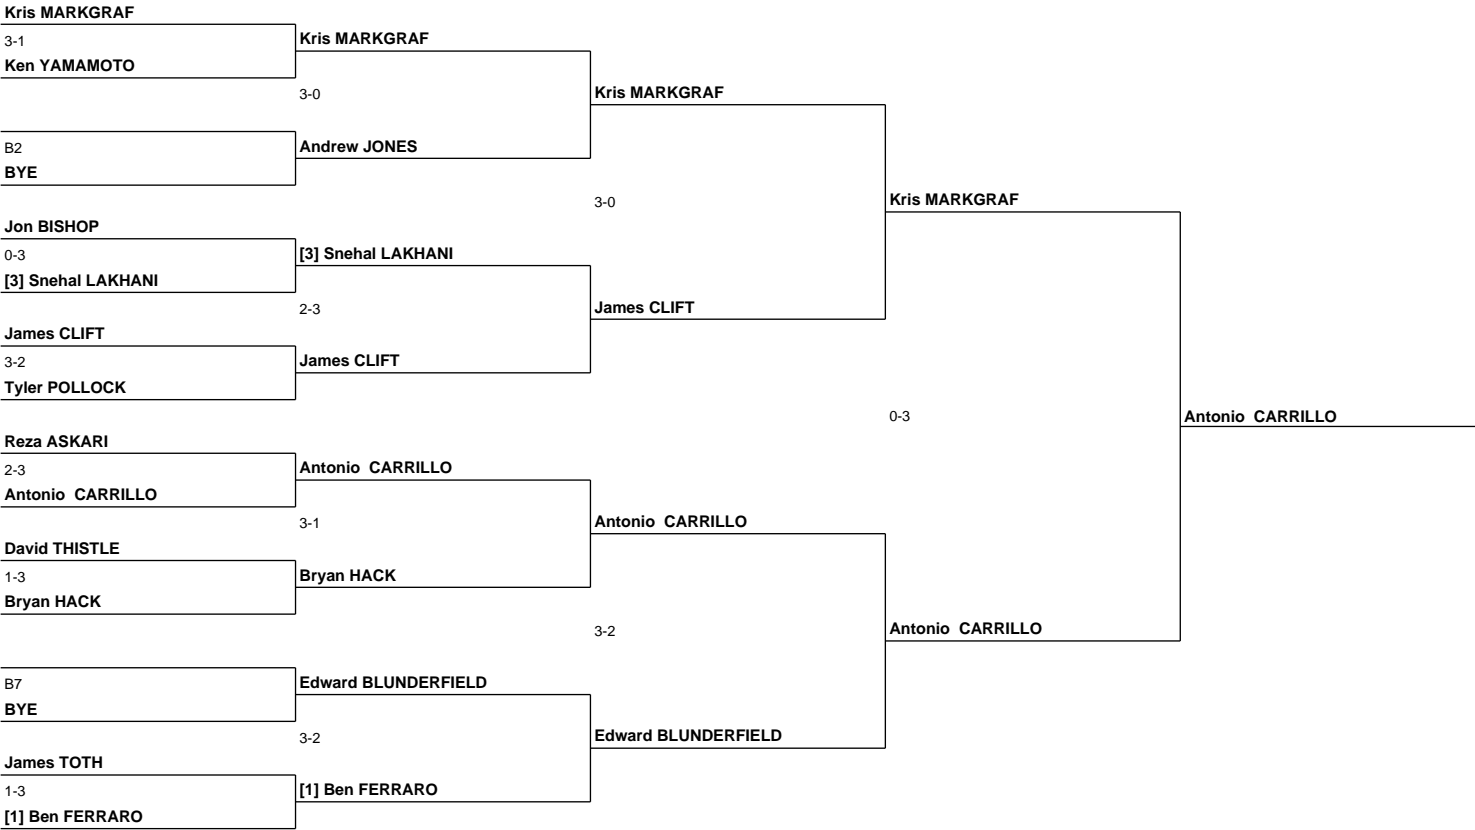 Kris MARKGRAF
3-1
Kris MARKGRAF
Ken YAMAMOTO
3-0
Kris MARKGRAF
B2
Andrew JONES
BYE
3-0
Kris MARKGRAF
Jon BISHOP
0-3
[3] Snehal LAKHANI
[3] Snehal LAKHANI
2-3
James CLIFT
James CLIFT
3-2
James CLIFT
Tyler POLLOCK
0-3
Antonio CARRILLO
Reza ASKARI
2-3
Antonio CARRILLO
Antonio CARRILLO
3-1
Antonio CARRILLO
David THISTLE
1-3
Bryan HACK
Bryan HACK
3-2
Antonio CARRILLO
B7
Edward BLUNDERFIELD
BYE
3-2
Edward BLUNDERFIELD
James TOTH
1-3
[1] Ben FERRARO
[1] Ben FERRARO